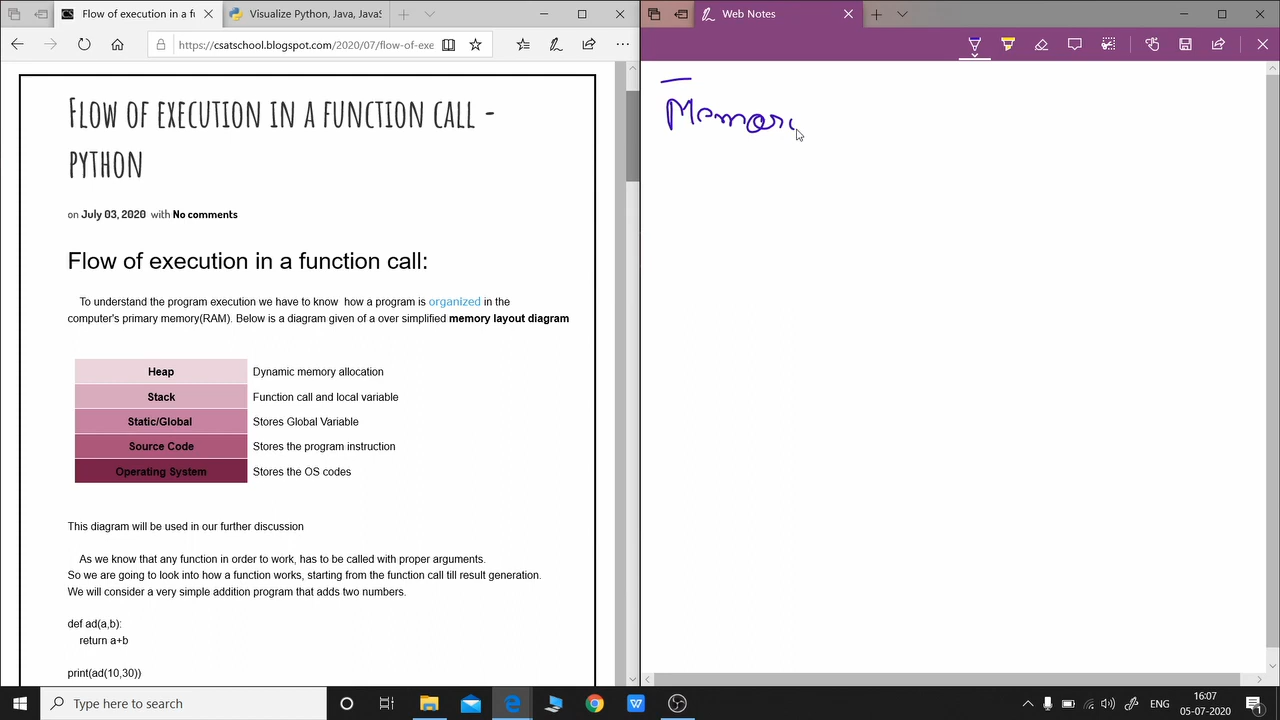 Flow of execution in a fu
Visualize Python, Java, JavaS
Web Notes
https://csatschool.blogspot.com/2020/07/flow-of-exe
Flow of execution in a function call -
python
on July 03, 2020 with No comments
Flow of execution in a function call:
To understand the program execution we have to know how a program is organized in the
computer's primary memory(RAM). Below is a diagram given of a over simplified memory layout diagram
Heap Dynamic memory allocation
Stack Function call and local variable
Static/Global Stores Global Variable
Source Code Stores the program instruction
Operating System Stores the OS codes
This diagram will be used in our further discussion
As we know that any function in order to work, has to be called with proper arguments.
So we are going to look into how a function works, starting from the function call till result generation.
We will consider a very simple addition program that adds two numbers.
def ad(a,b):
return a+b
print(ad(10,30))
Type here to search
ENG
16:07
05-07-2020
1